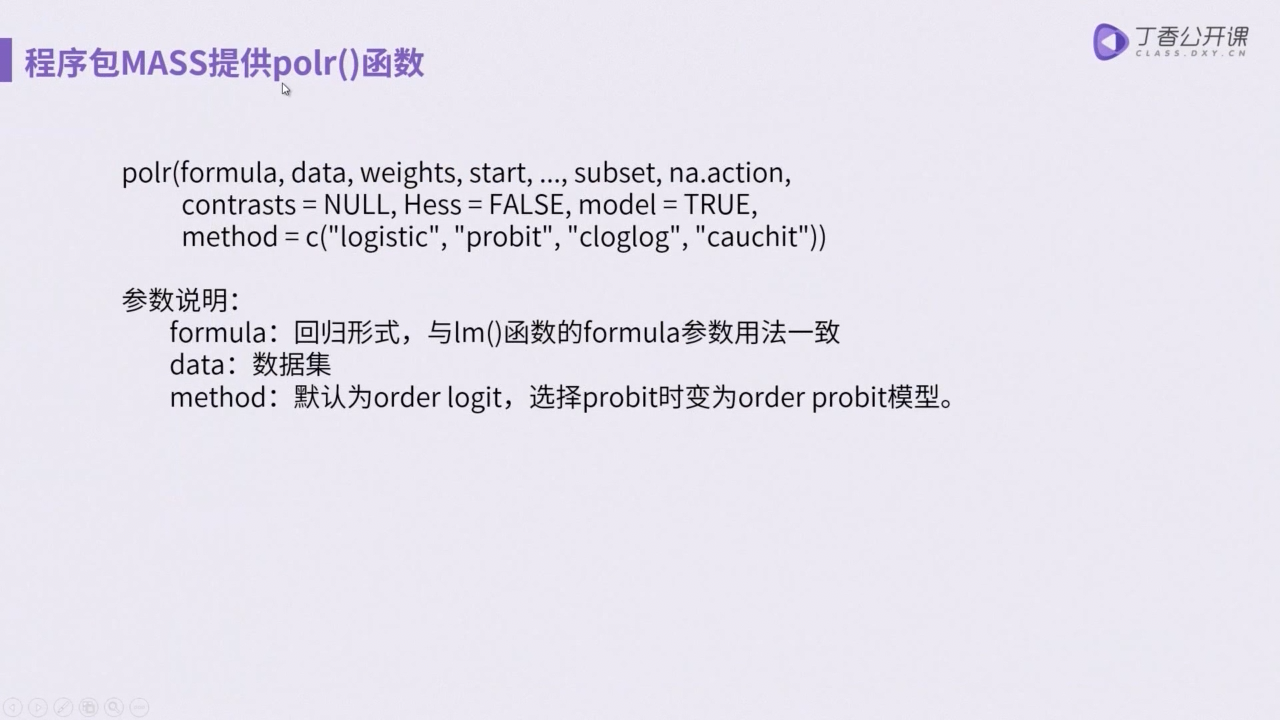 程序包MASS提供polr()函数
丁香公开课
CLASS.DXY.CN
polr(formula, data, weights, start, ..., subset, na.action,
contrasts = NULL, Hess = FALSE, model = TRUE,
method = c("logistic", "probit", "cloglog", "cauchit"))
参数说明：
formula：回归形式，与lm()函数的formula参数用法一致
data：数据集
method：默认为order logit，选择probit时变为order probit模型。